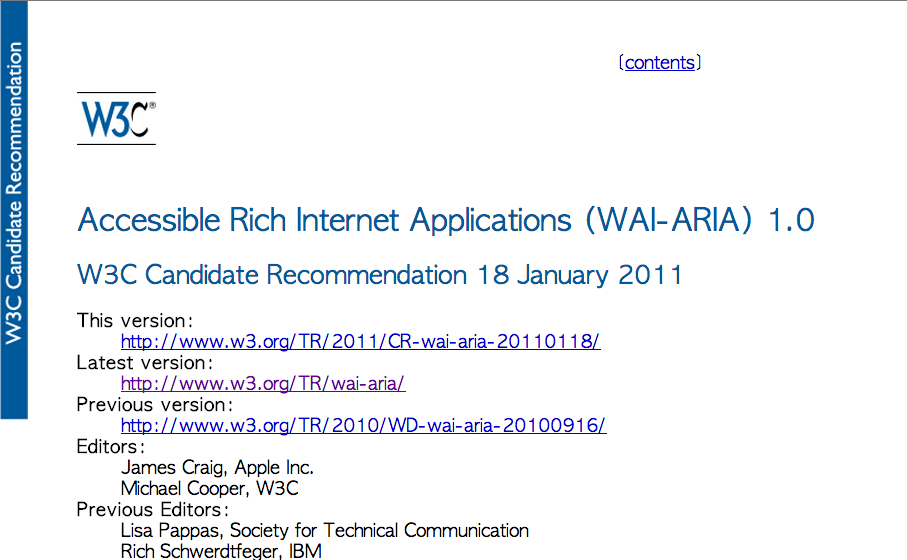 W3C Candidate Recommendation
[contents]
W3C®
Accessible Rich Internet Applications (WAI-ARIA) 1.0
W3C Candidate Recommendation 18 January 2011
This version:
http://www.w3.org/TR/2011/CR-wai-aria-20110118/
Latest version:
http://www.w3.org/TR/wai-aria/
Previous version:
http://www.w3.org/TR/2010/WD-wai-aria-20100916/
Editors:
James Craig, Apple Inc.
Michael Cooper, W3C
Previous Editors:
Lisa Pappas, Society for Technical Communication
Rich Schwerdtfeger, IBM